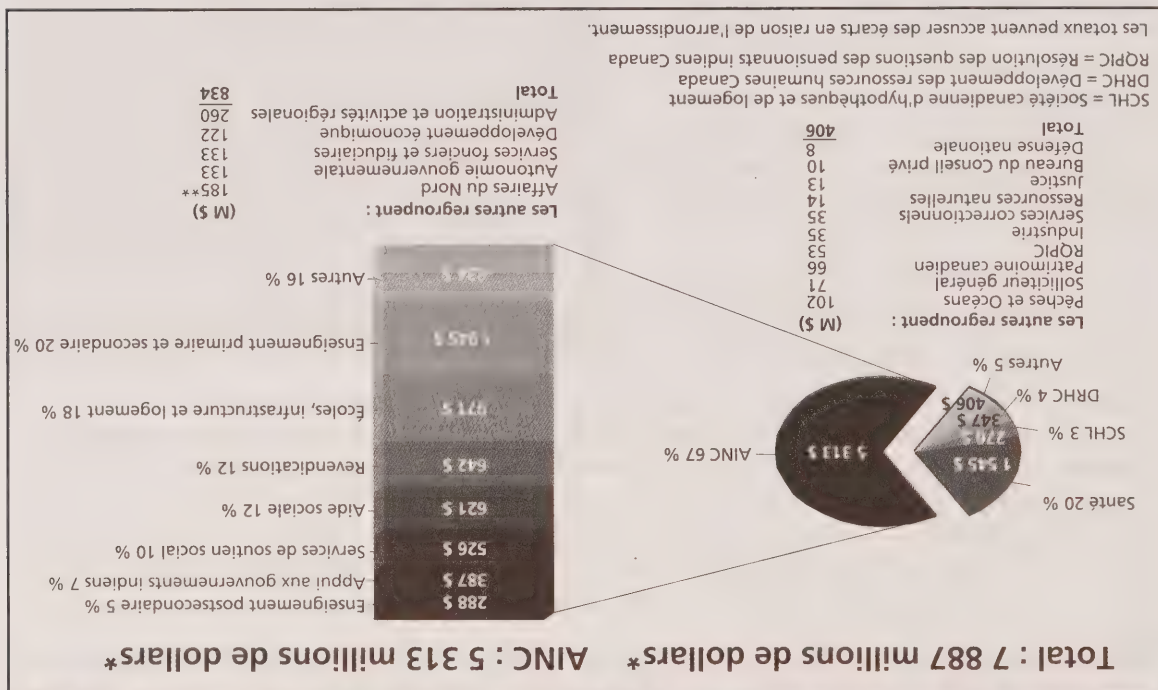 Total : 7 887 millions de dollars*
AINC : 5 313 millions de dollars*
Santé 20 %
1 545 $
SCHL 3 %
DRHC 4 %
347 $
Autres 5 %
406 $
AINC 67 %
5 313 $
288 $ Enseignement postsecondaire 5 %
387 $ Appui aux gouvernements indiens 7 %
526 $ Services de soutien social 10 %
621 $ Aide sociale 12 %
642 $ Revendications 12 %
971 $ Écoles, infrastructure et logement 18 %
1 045 $ Enseignement primaire et secondaire 20 %
Autres 16 %
Les autres regroupent : (M $)
Pêches et Océans 102
Solliciteur général 71
Patrimoine canadien 66
RQPIC 53
Industrie 35
Services correctionnels 35
Ressources naturelles 14
Justice 13
Bureau du Conseil privé 10
Défense nationale 8
Total 406
Les autres regroupent : (M $)
Affaires du Nord 185**
Autonomie gouvernementale 133
Services fonciers et fiduciaires 133
Développement économique 122
Administration et activités régionales 260
Total 834
SCHL = Société canadienne d'hypothèques et de logement
DRHC = Développement des ressources humaines Canada
RQPIC = Résolution des questions des pensionnats indiens Canada
Les totaux peuvent accuser des écarts en raison de l'arrondissement.